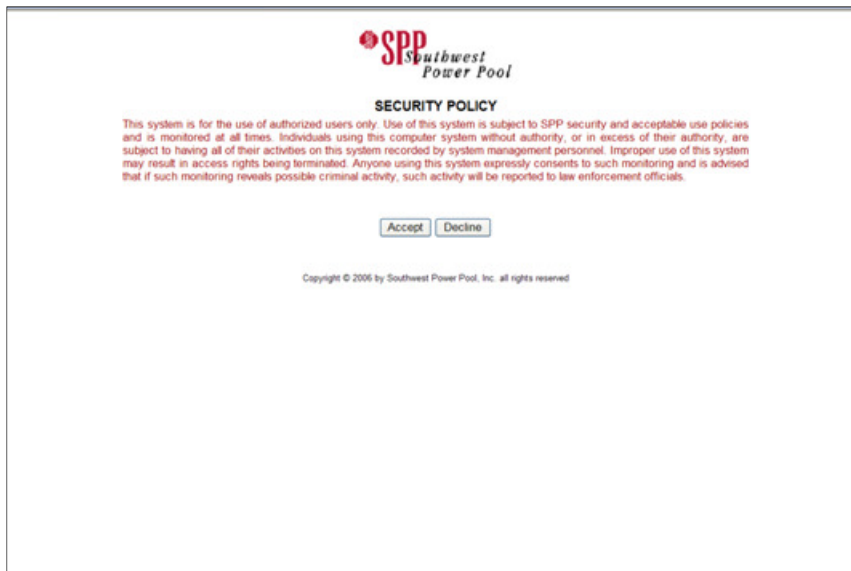 SPP
Southwest
Power Pool
SECURITY POLICY
This system is for the use of authorized users only. Use of this system is subject to SPP security and acceptable use policies
and is monitored at all times. Individuals using this computer system without authority, or in excess of their authority, are
subject to having all of their activities on this system recorded by system management personnel. Improper use of this system
may result in access rights being terminated. Anyone using this system expressly consents to such monitoring and is advised
that if such monitoring reveals possible criminal activity, such activity will be reported to law enforcement officials.
Accept Decline
Copyright © 2006 by Southwest Power Pool, Inc. all rights reserved